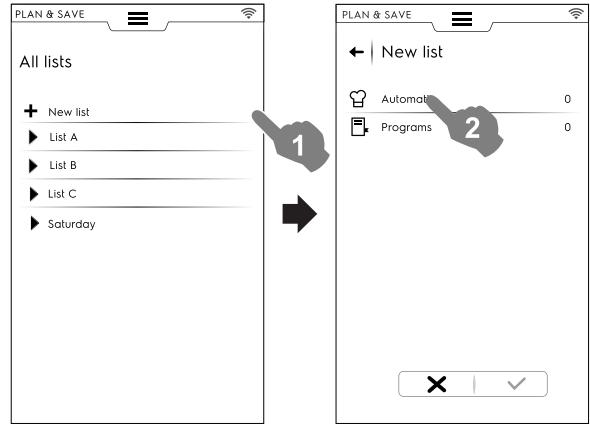 PLAN & SAVE
All lists
New list
List A
List B
List C
Saturday
1
PLAN & SAVE
New list
Automat
0
2
Programs
0